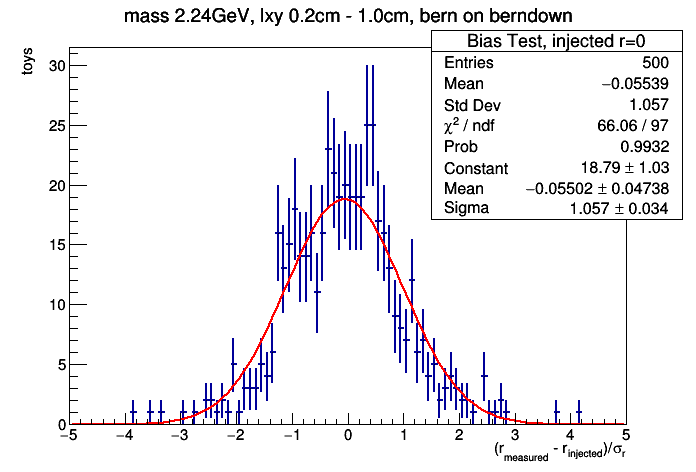 mass 2.24GeV, lxy 0.2cm - 1.0cm, bern on berndown
toys
Bias Test, injected r=0
Entries 500
Mean −0.05539
Std Dev 1.057
χ² / ndf 66.06 / 97
Prob 0.9932
Constant 18.79 ± 1.03
Mean −0.05502 ± 0.04738
Sigma 1.057 ± 0.034
30
25
20
15
10
5
0
−5 −4 −3 −2 −1 0 1 2 3 4 5
(r_measured - r_injected)/σ_r